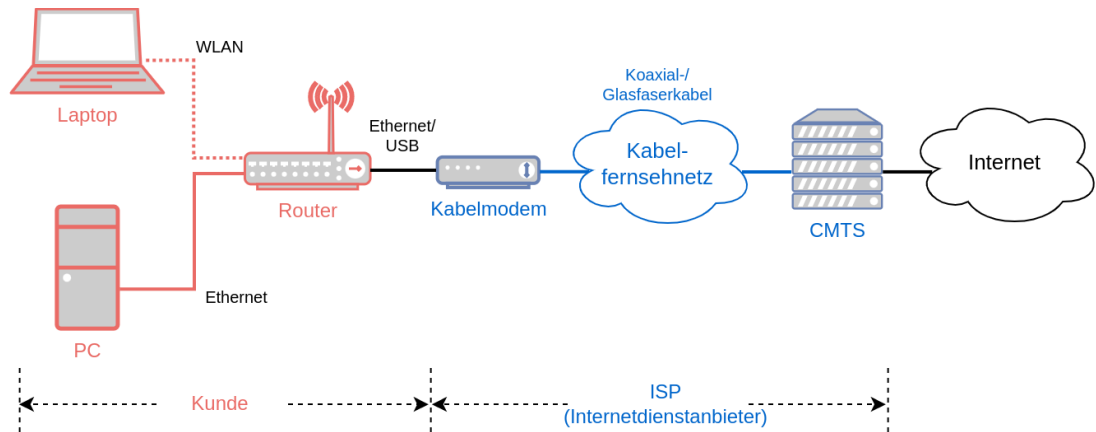 WLAN
Laptop
Koaxial-/
Glasfaserkabel
Ethernet/
USB
Kabel-
fernsehnetz
Internet
Router
Kabelmodem
CMTS
Ethernet
PC
Kunde
ISP
(Internetdienstanbieter)